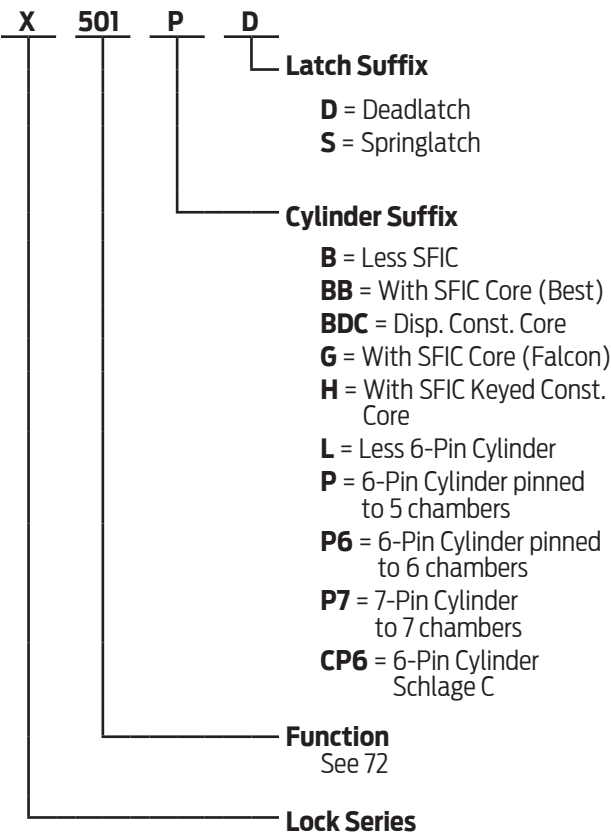 X 501 P D
Latch Suffix
D = Deadlatch
S = Springlatch
Cylinder Suffix
B = Less SFIC
BB = With SFIC Core (Best)
BDC = Disp. Const. Core
G = With SFIC Core (Falcon)
H = With SFIC Keyed Const.
Core
L = Less 6-Pin Cylinder
P = 6-Pin Cylinder pinned
to 5 chambers
P6 = 6-Pin Cylinder pinned
to 6 chambers
P7 = 7-Pin Cylinder
to 7 chambers
CP6 = 6-Pin Cylinder
Schlage C
Function
See 72
Lock Series